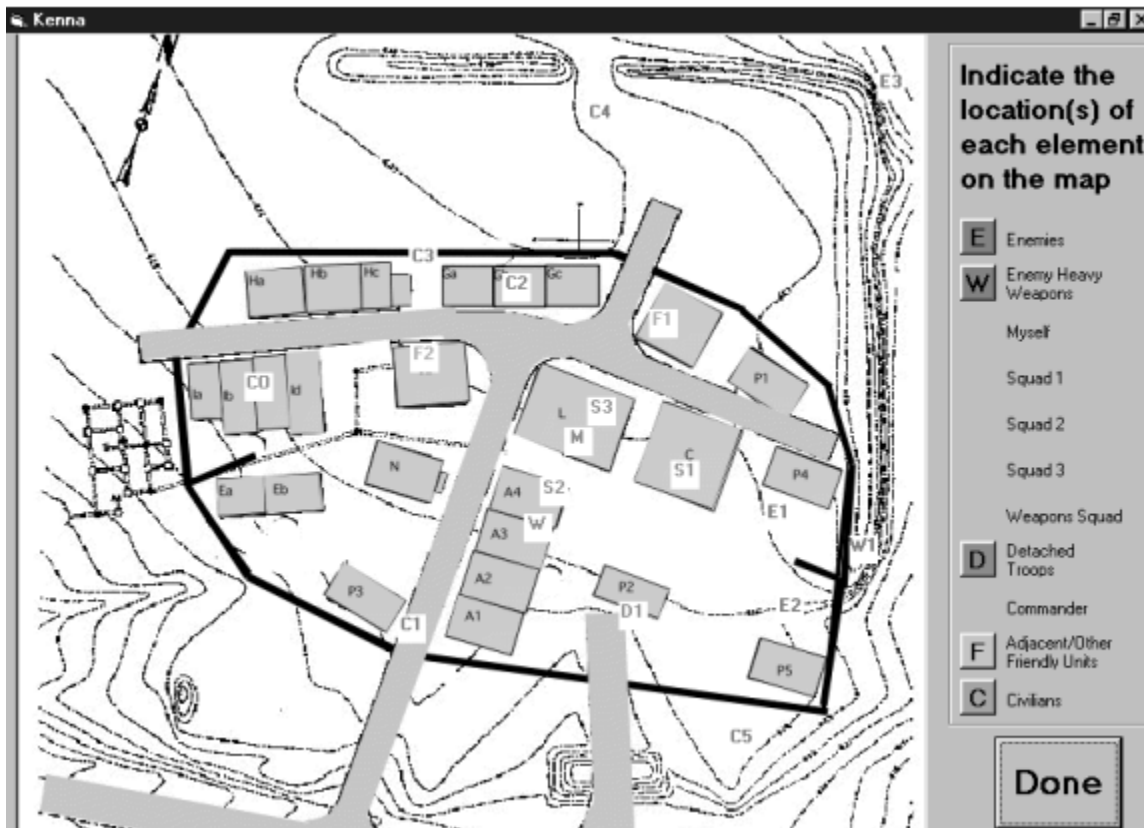 Kenna
Indicate the
location(s) of
each element
on the map
E Enemies
W Enemy Heavy
Weapons
Myself
Squad 1
Squad 2
Squad 3
Weapons Squad
D Detached
Troops
Commander
F Adjacent/Other
Friendly Units
C Civilians
Done
E3
C4
C3
Ha Hb Hc Ga C2 Gc
F1
F2
P1
Ia Ib CO Id
L S3
M
C
S1
N
P4
Ea Eb
A4 S2
E1
A3 W
W1
A2
P2
P3
E2
A1
D1
C1
P5
C5